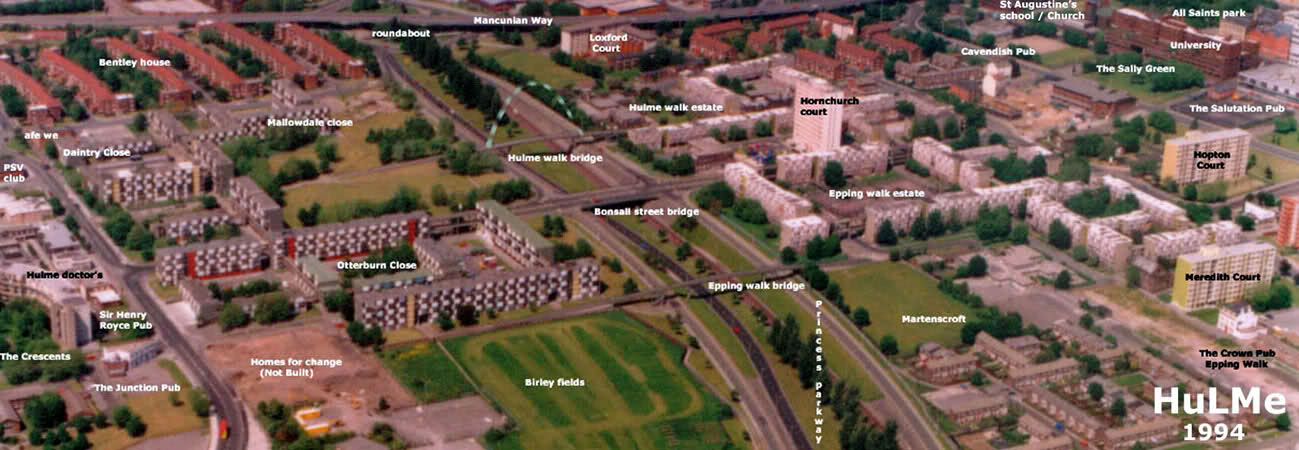 Mancunian Way
St Augustine's
school / Church
All Saints park
roundabout
Loxford
Court
Cavendish Pub
University
Bentley house
The Sally Green
Mallowdale close
Hulme walk estate
Hornchurch
court
The Salutation Pub
afe we
Daintry Close
Hulme walk bridge
Hopton
Court
PSV
club
Epping walk estate
Bonsall street bridge
Otterburn Close
Hulme doctor's
Epping walk bridge
Meredith Court
Sir Henry
Royce Pub
Princess parkway
Martenscroft
The Crescents
Homes for change
(Not Built)
The Crown Pub
Epping Walk
The Junction Pub
Birley fields
HuLMe
1994